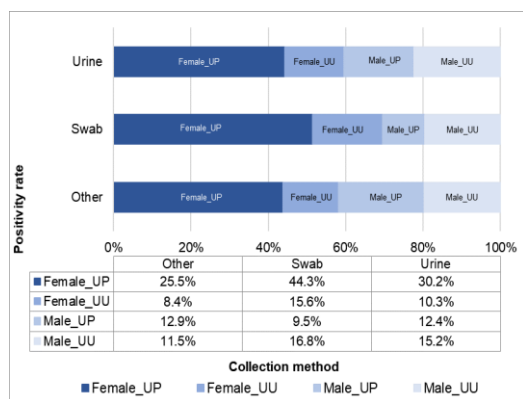 Positivity rate
Urine
Female_UP Female_UU Male_UP Male_UU
Swab
Female_UP Female_UU Male_UP Male_UU
Other
Female_UP Female_UU Male_UP Male_UU
0% 20% 40% 60% 80% 100%
Other Swab Urine
Female_UP 25.5% 44.3% 30.2%
Female_UU 8.4% 15.6% 10.3%
Male_UP 12.9% 9.5% 12.4%
Male_UU 11.5% 16.8% 15.2%
Collection method
Female_UP Female_UU Male_UP Male_UU